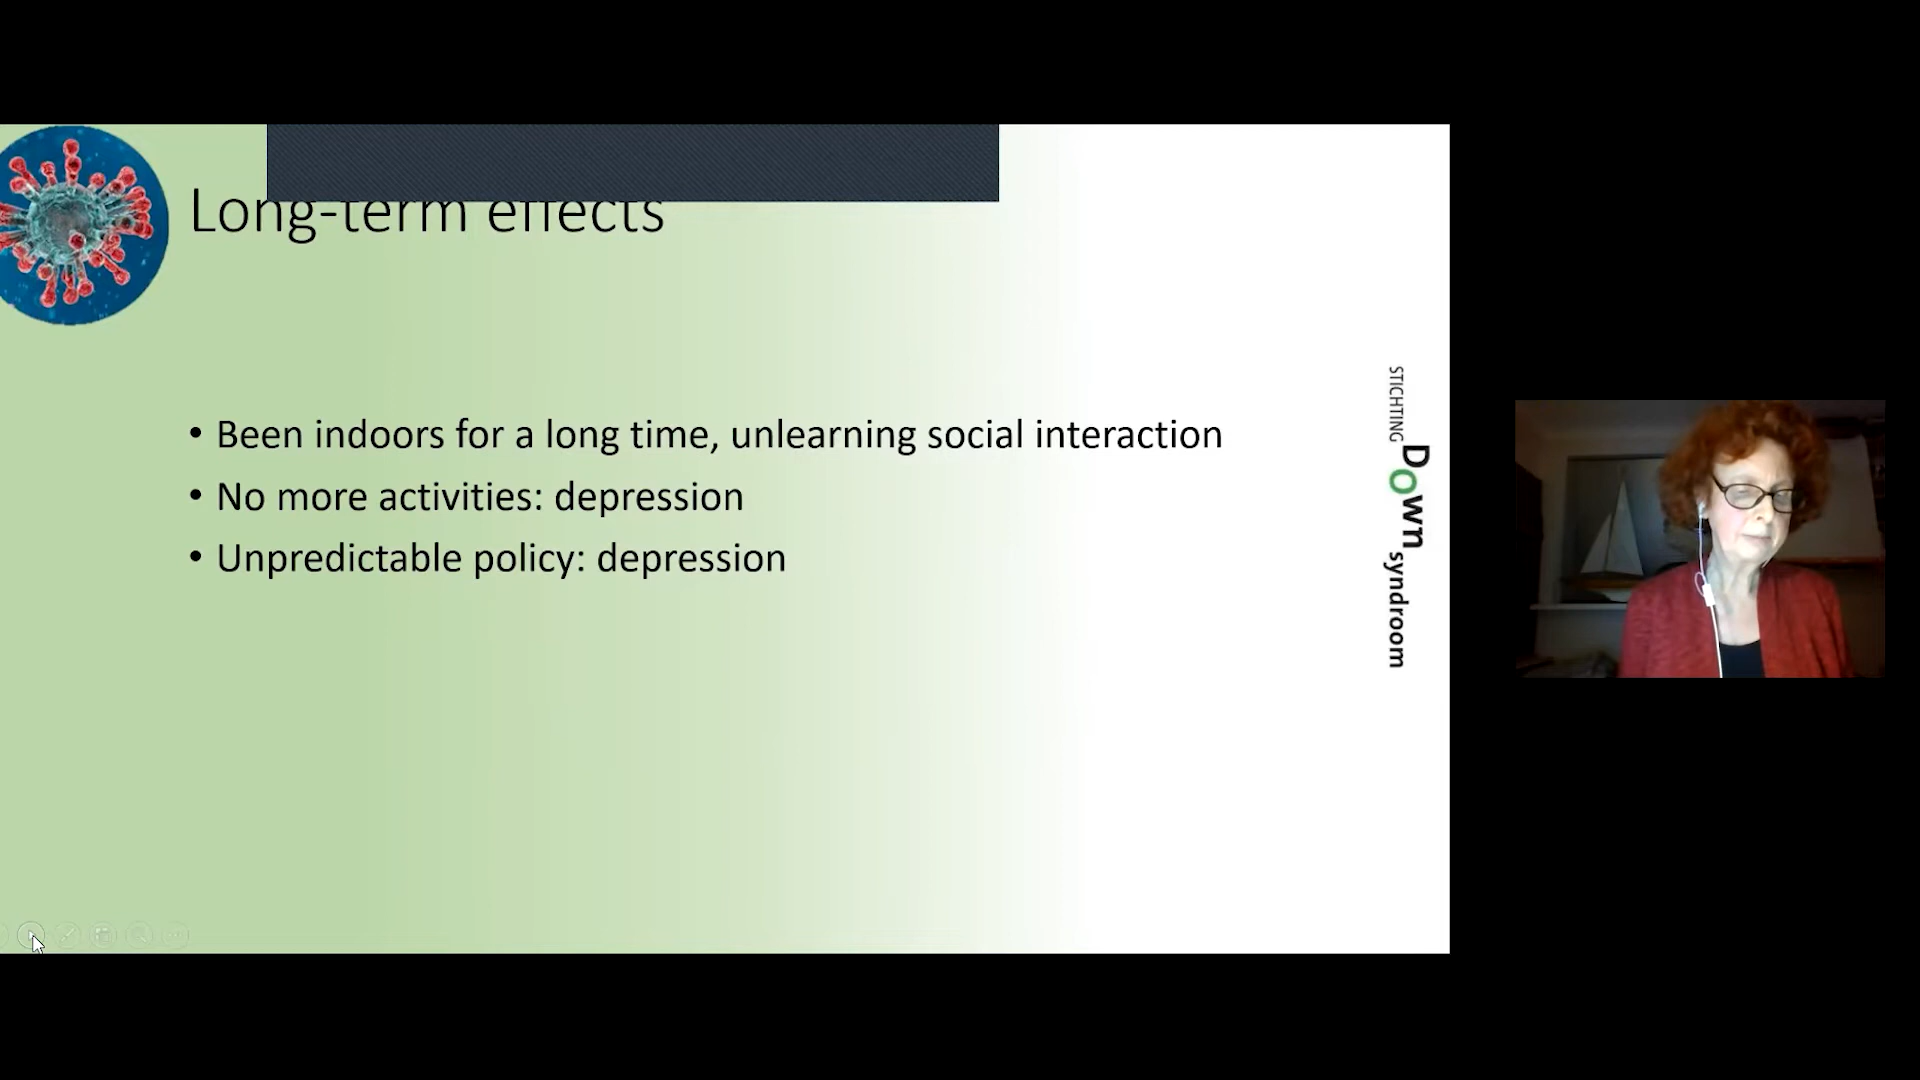 Long-term effects
• Been indoors for a long time, unlearning social interaction
• No more activities: depression
• Unpredictable policy: depression
STICHTING
Down
syndroom